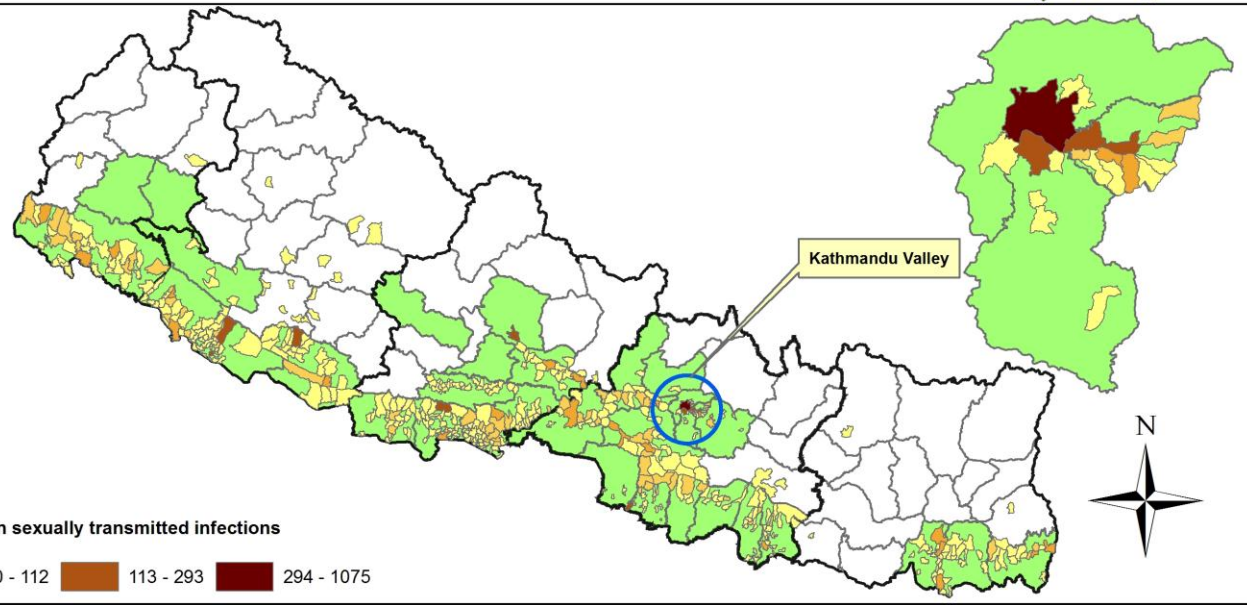 Kathmandu Valley
N
sexually transmitted infections
- 112
113 - 293
294 - 1075